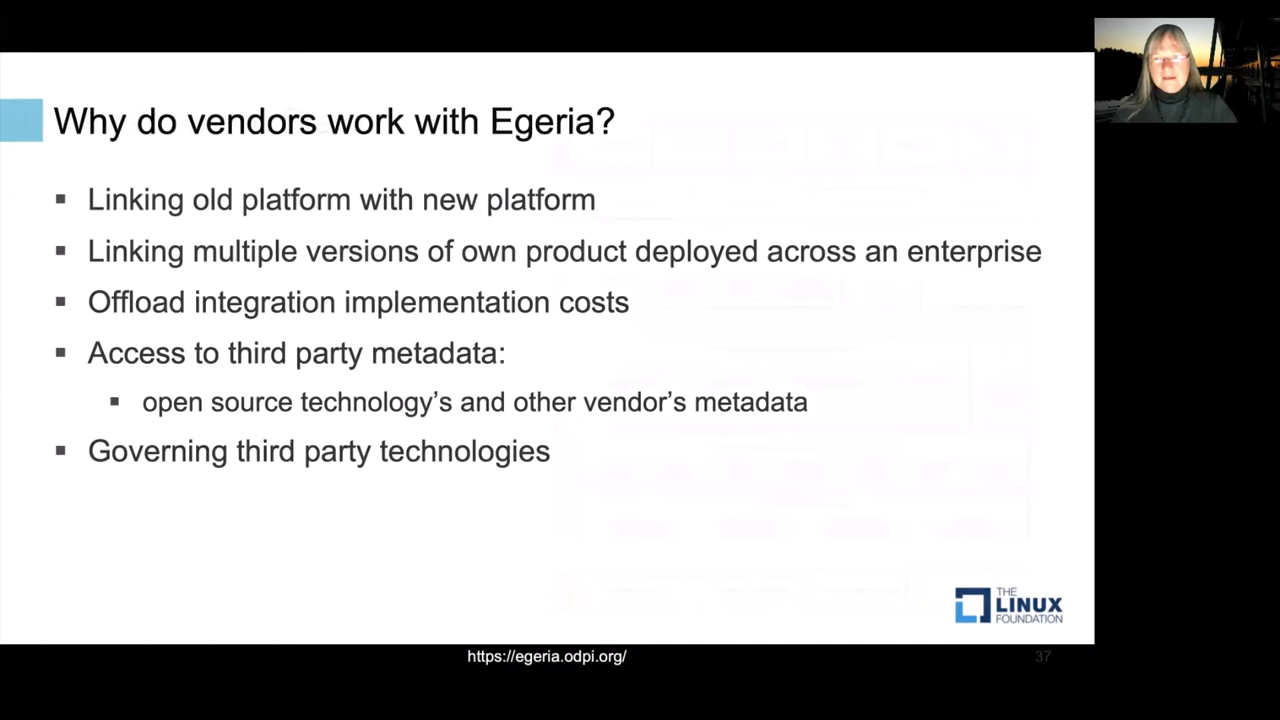 Why do vendors work with Egeria?
Linking old platform with new platform
Linking multiple versions of own product deployed across an enterprise
Offload integration implementation costs
Access to third party metadata:
open source technology's and other vendor's metadata
Governing third party technologies
THE
LINUX
FOUNDATION
https://egeria.odpi.org/
37